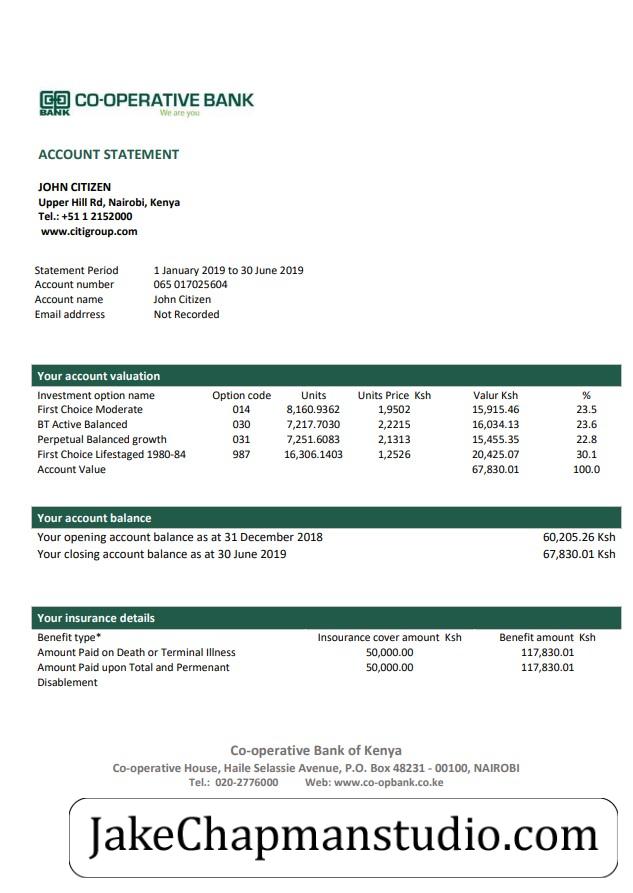 CO-OPERATIVE BANK
BANK
We are you
ACCOUNT STATEMENT
JOHN CITIZEN
Upper Hill Rd, Nairobi, Kenya
Tel.: +51 1 2152000
www.citigroup.com
Statement Period 1 January 2019 to 30 June 2019
Account number 065 017025604
Account name John Citizen
Email addrress Not Recorded
Your account valuation
Investment option name Option code Units Units Price Ksh Valur Ksh %
First Choice Moderate 014 8,160.9362 1,9502 15,915.46 23.5
BT Active Balanced 030 7,217.7030 2,2215 16,034.13 23.6
Perpetual Balanced growth 031 7,251.6083 2,1313 15,455.35 22.8
First Choice Lifestaged 1980-84 987 16,306.1403 1,2526 20,425.07 30.1
Account Value 67,830.01 100.0
Your account balance
Your opening account balance as at 31 December 2018 60,205.26 Ksh
Your closing account balance as at 30 June 2019 67,830.01 Ksh
Your insurance details
Benefit type* Insourance cover amount Ksh Benefit amount Ksh
Amount Paid on Death or Terminal Illness 50,000.00 117,830.01
Amount Paid upon Total and Permenant 50,000.00 117,830.01
Disablement
Co-operative Bank of Kenya
Co-operative House, Haile Selassie Avenue, P.O. Box 48231 - 00100, NAIROBI
Tel.: 020-2776000 Web: www.co-opbank.co.ke
JakeChapmanstudio.com